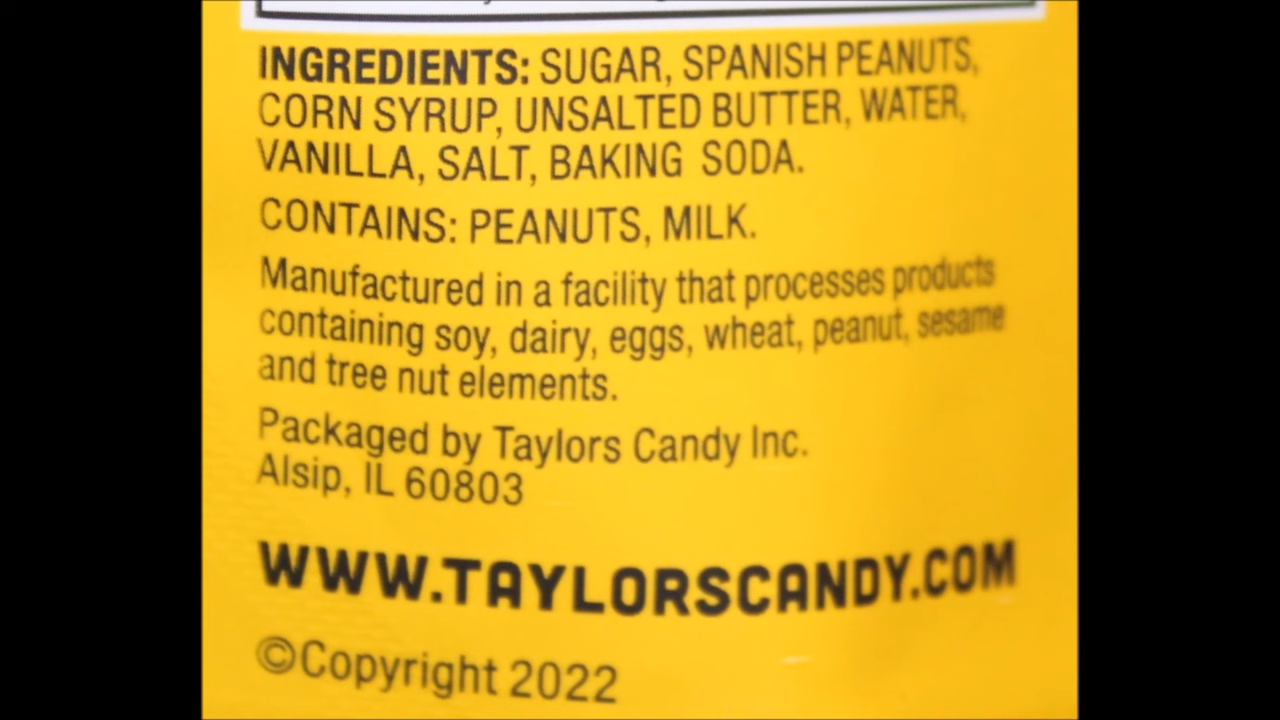 INGREDIENTS: SUGAR, SPANISH PEANUTS,
CORN SYRUP, UNSALTED BUTTER, WATER,
VANILLA, SALT, BAKING SODA.
CONTAINS: PEANUTS, MILK.
Manufactured in a facility that processes products
containing soy, dairy, eggs, wheat, peanut, sesame
and tree nut elements.
Packaged by Taylors Candy Inc.
Alsip, IL 60803
WWW.TAYLORSCANDY.COM
©Copyright 2022